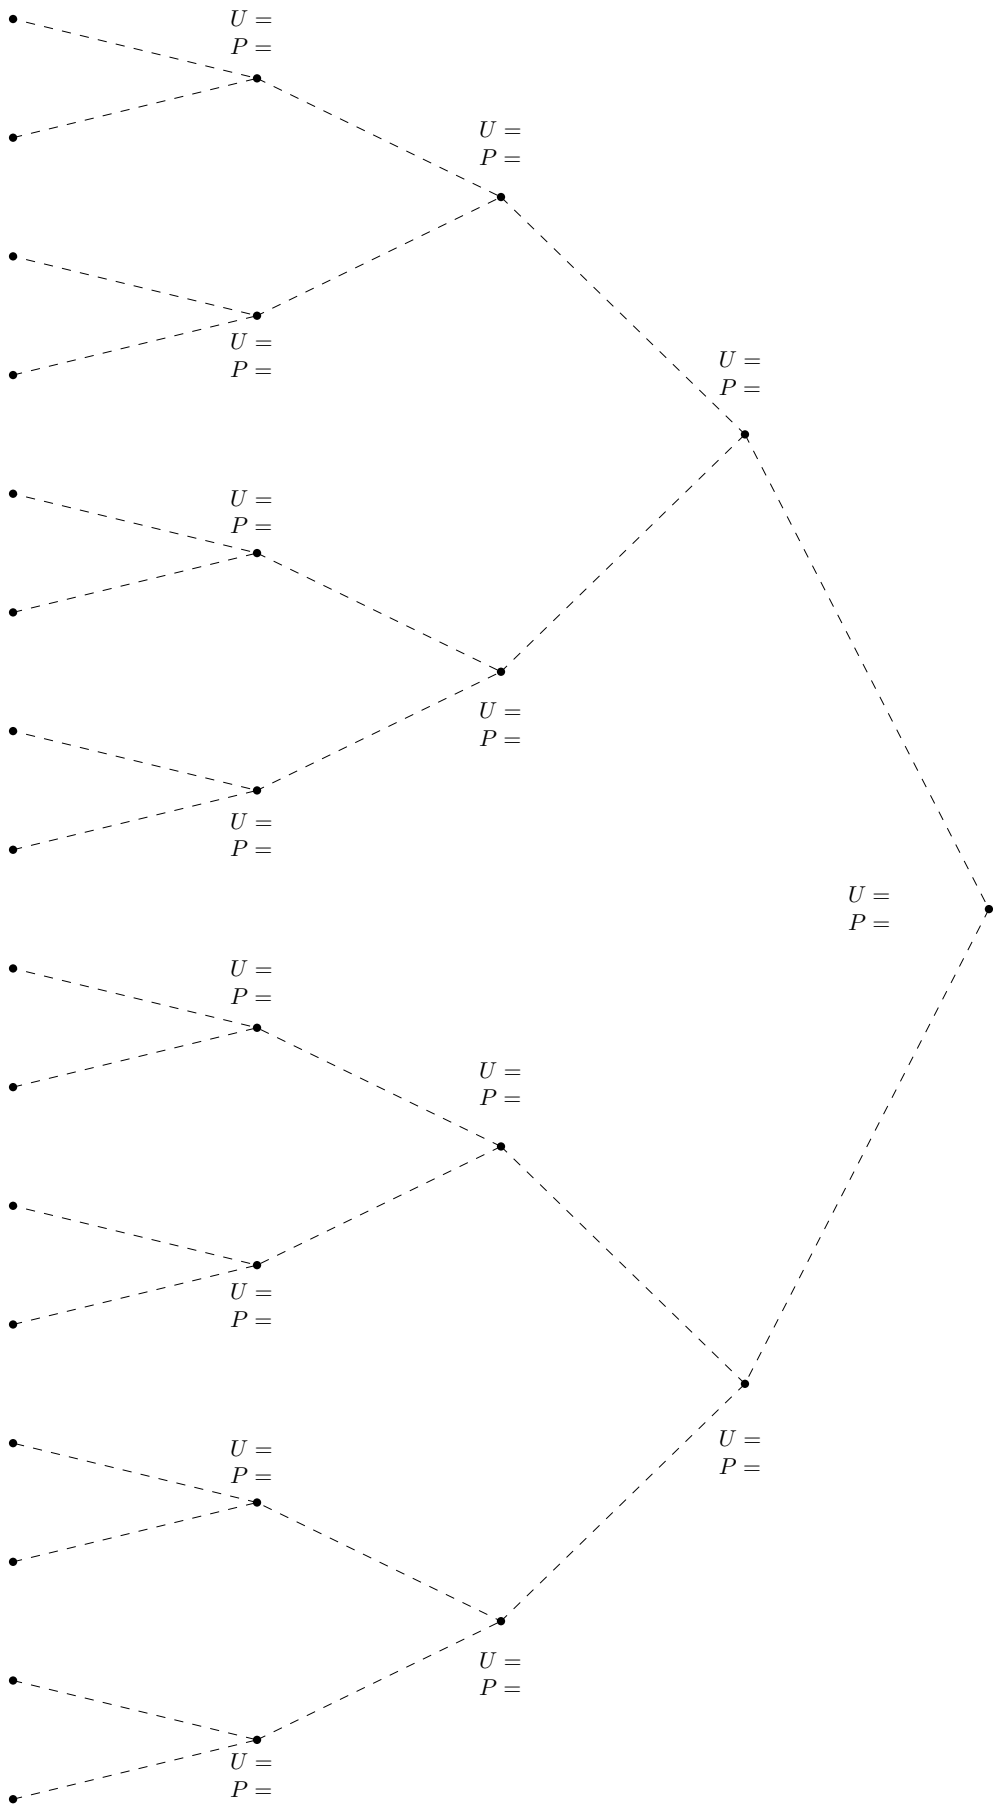 U =
P =
U =
P =
U =
P =
U =
P =
U =
P =
U =
P =
U =
P =
U =
P =
U =
P =
U =
P =
U =
P =
U =
P =
U =
P =
U =
P =
U =
P =